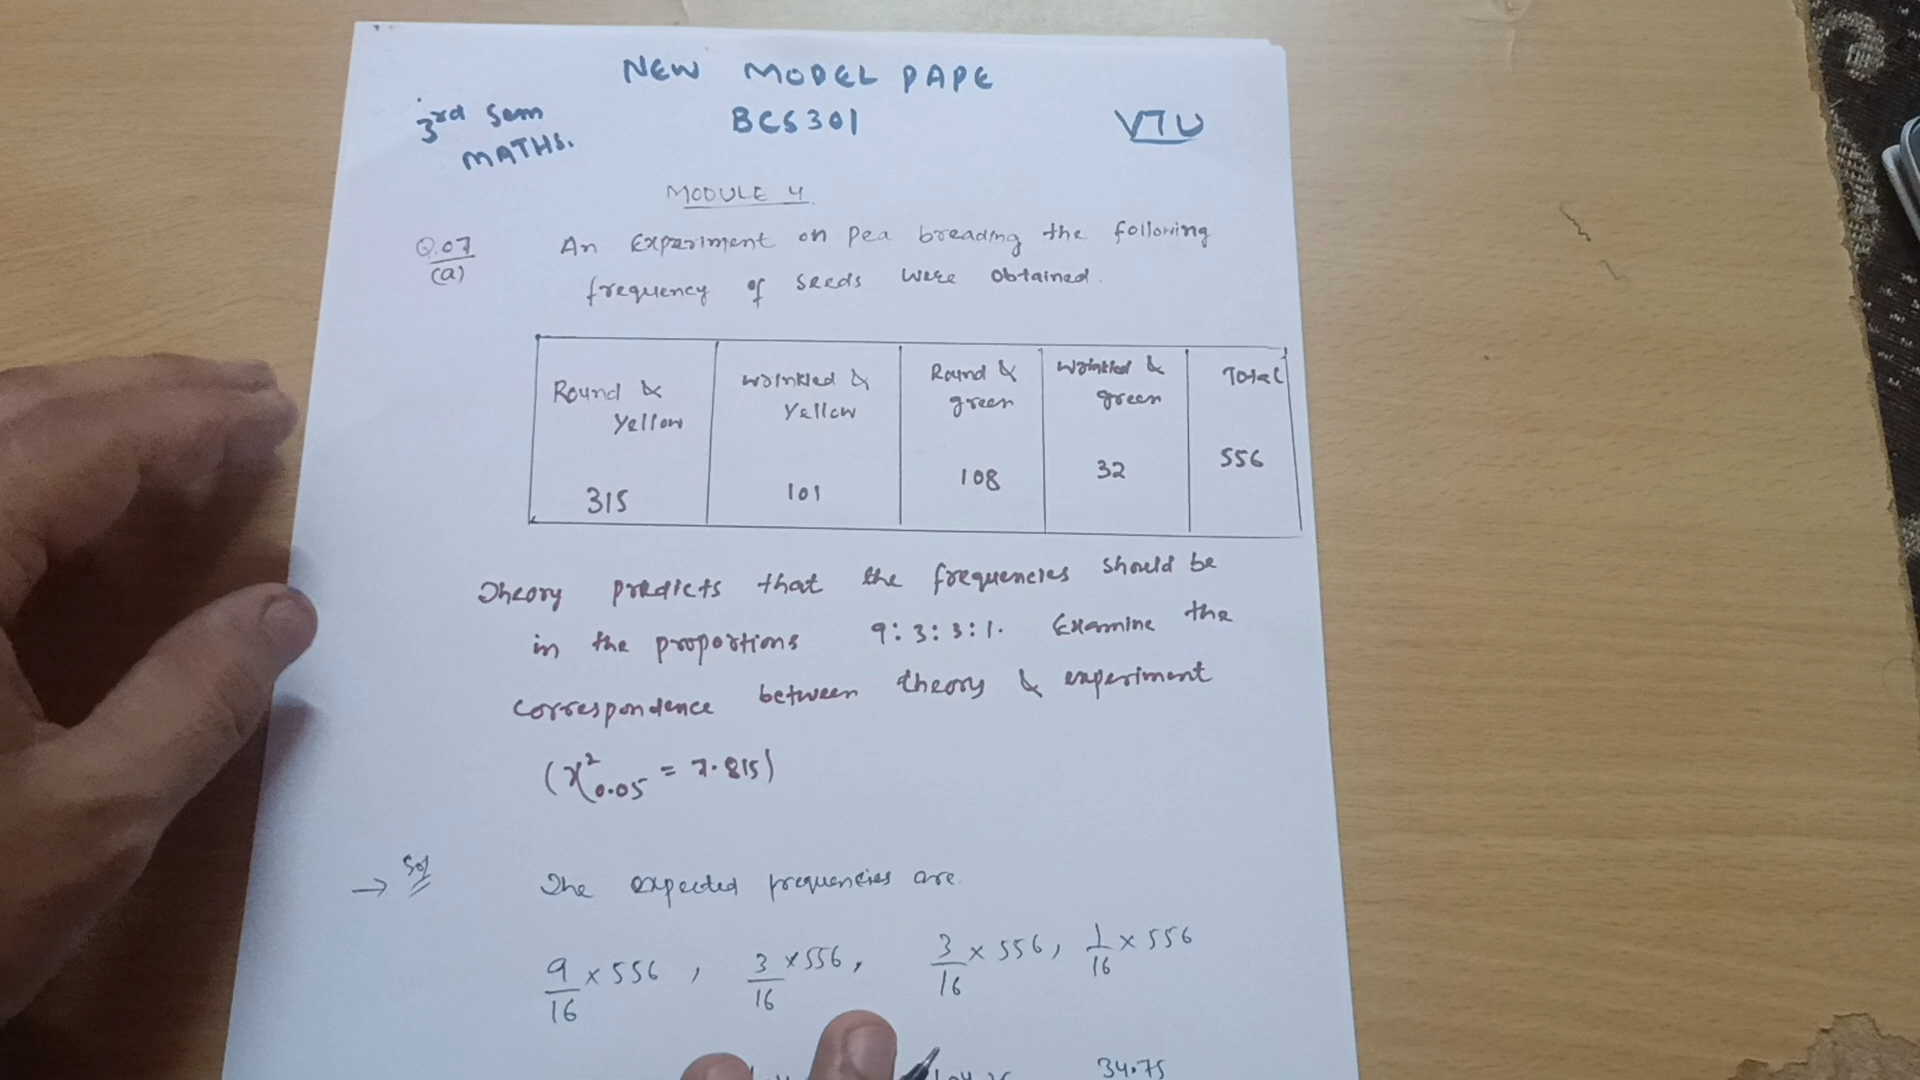 NEW MODEL PAPE
3rd Sem
MATHS.
BCS301
VTU
MODULE 4
Q.07
(a)
An Experiment on Pea breading the following
frequency of seeds were obtained.
Round & Yellow
Wrinkled & Yellow
Round & green
Wrinkled & green
Total
315
101
108
32
556
Theory predicts that the frequencies should be
in the proportions 9:3:3:1. Examine the
correspondence between theory & experiment
(χ²0.05 = 7.815)
→ Sol
The expected frequencies are.
9/16 × 556, 3/16 × 556, 3/16 × 556, 1/16 × 556
34.75